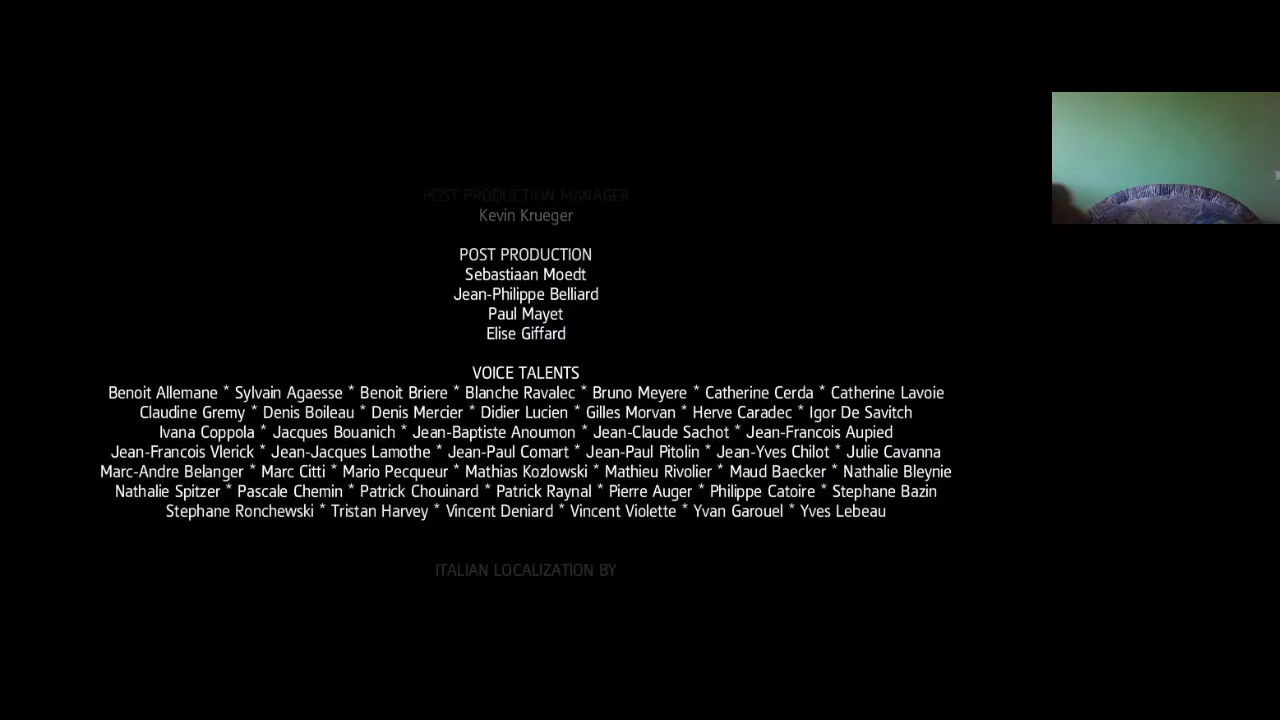 POST PRODUCTION MANAGER
Kevin Krueger
POST PRODUCTION
Sebastiaan Moedt
Jean-Philippe Belliard
Paul Mayet
Elise Giffard
VOICE TALENTS
Benoit Allemane * Sylvain Agaesse * Benoit Briere * Blanche Ravalec * Bruno Meyere * Catherine Cerda * Catherine Lavoie
Claudine Gremy * Denis Boileau * Denis Mercier * Didier Lucien * Gilles Morvan * Herve Caradec * Igor De Savitch
Ivana Coppola * Jacques Bouanich * Jean-Baptiste Anoumon * Jean-Claude Sachot * Jean-Francois Aupied
Jean-Francois Vlerick * Jean-Jacques Lamothe * Jean-Paul Comart * Jean-Paul Pitolin * Jean-Yves Chilot * Julie Cavanna
Marc-Andre Belanger * Marc Citti * Mario Pecqueur * Mathias Kozlowski * Mathieu Rivolier * Maud Baecker * Nathalie Bleynie
Nathalie Spitzer * Pascale Chemin * Patrick Chouinard * Patrick Raynal * Pierre Auger * Philippe Catoire * Stephane Bazin
Stephane Ronchewski * Tristan Harvey * Vincent Deniard * Vincent Violette * Yvan Garouel * Yves Lebeau
ITALIAN LOCALIZATION BY